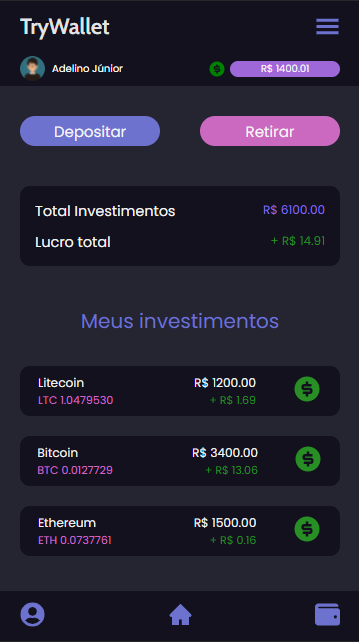 TryWallet
Adelino Júnior R$ 1400.01
Depositar Retirar
Total Investimentos R$ 6100.00
Lucro total + R$ 14.91
Meus investimentos
Litecoin R$ 1200.00
LTC 1.0479530 + R$ 1.69
Bitcoin R$ 3400.00
BTC 0.0127729 + R$ 13.06
Ethereum R$ 1500.00
ETH 0.0737761 + R$ 0.16